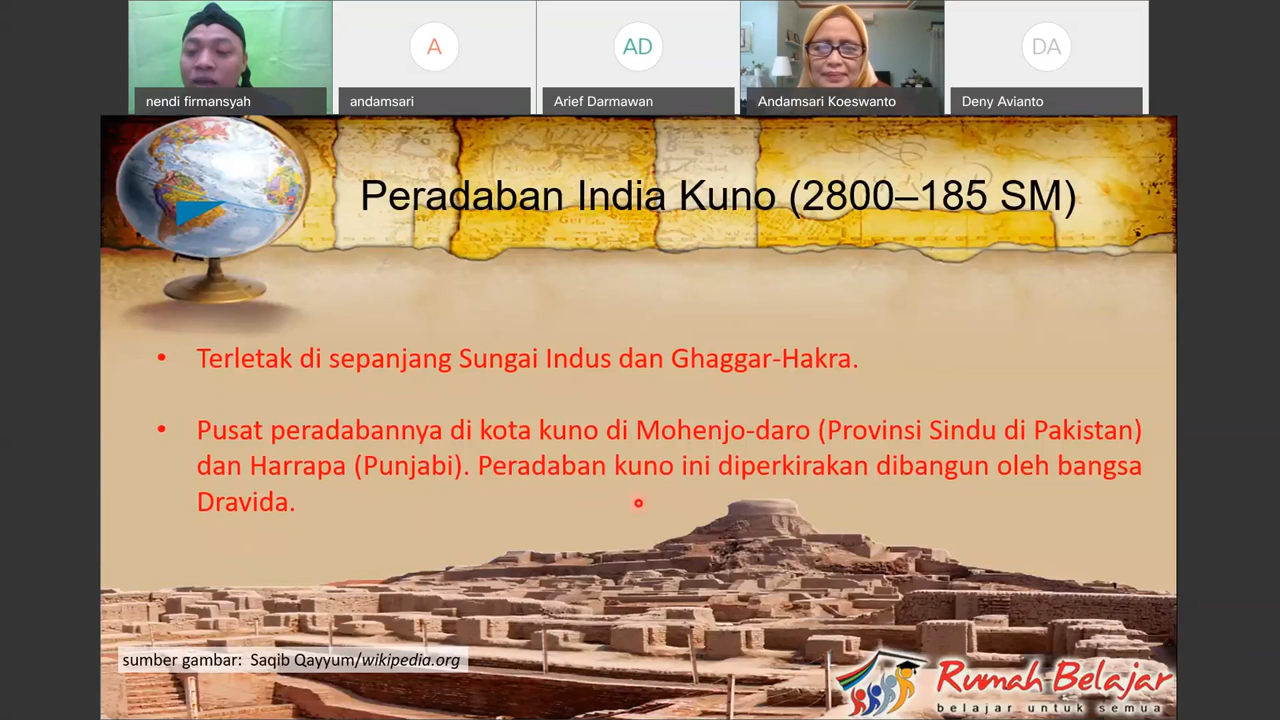 A
AD
DA
nendi firmansyah
andamsari
Arief Darmawan
Andamsari Koeswanto
Deny Avianto
Peradaban India Kuno (2800–185 SM)
• Terletak di sepanjang Sungai Indus dan Ghaggar-Hakra.
• Pusat peradabannya di kota kuno di Mohenjo-daro (Provinsi Sindu di Pakistan)
dan Harrapa (Punjabi). Peradaban kuno ini diperkirakan dibangun oleh bangsa
Dravida.
sumber gambar: Saqib Qayyum/wikipedia.org
Rumah Belajar
belajar untuk semua